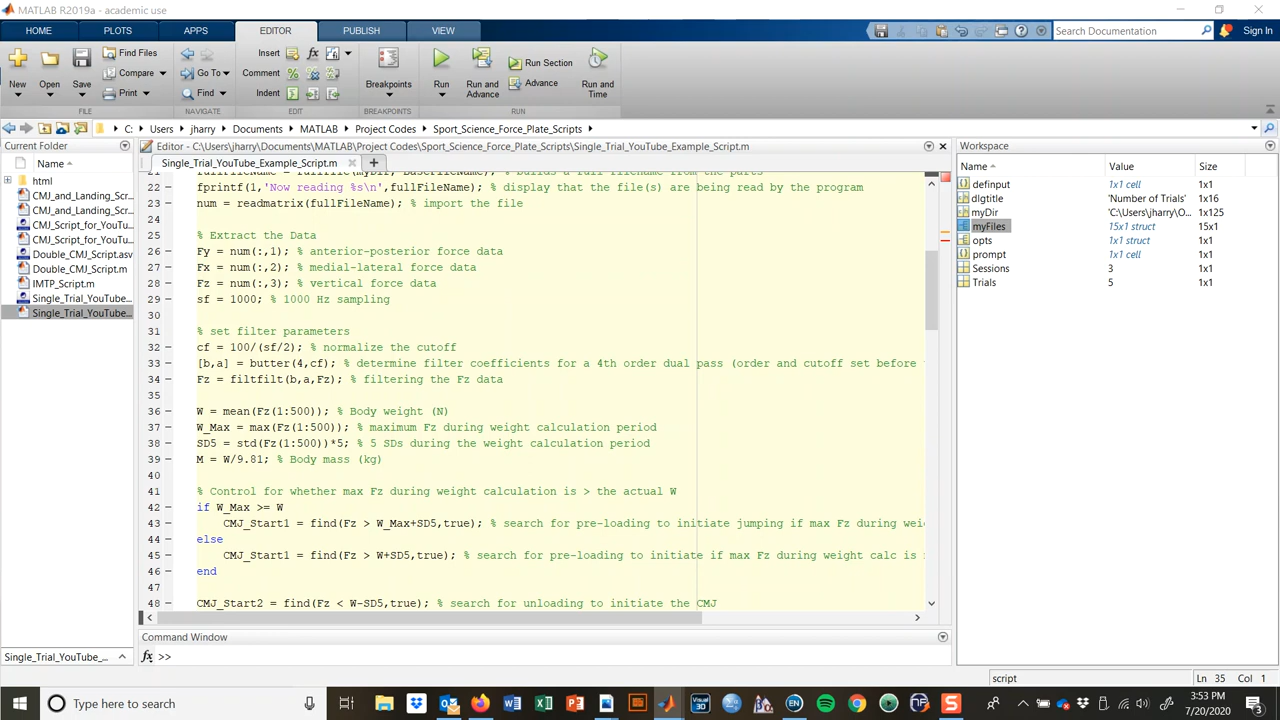 MATLAB R2019a - academic use
HOME PLOTS APPS EDITOR PUBLISH VIEW
Search Documentation
Sign In
New Open Save
Find Files
Compare
Print
Go To
Find
Insert fx
Comment
Indent
Breakpoints
Run
Run and Advance
Run Section
Advance
Run and Time
FILE NAVIGATE EDIT BREAKPOINTS RUN
C: Users jharry Documents MATLAB Project Codes Sport_Science_Force_Plate_Scripts
Current Folder
Name
html
CMJ_and_Landing_Scr...
CMJ_and_Landing_Scr...
CMJ_Script_for_YouTu...
CMJ_Script_for_YouTu...
Double_CMJ_Script.asv
Double_CMJ_Script.m
IMTP_Script.m
Single_Trial_YouTube...
Single_Trial_YouTube...
Single_Trial_YouTube_...
Editor - C:\Users\jharry\Documents\MATLAB\Project Codes\Sport_Science_Force_Plate_Scripts\Single_Trial_YouTube_Example_Script.m
Single_Trial_YouTube_Example_Script.m
21 fullFileName = fullfile(myDir, baseFileName); % builds a full filename from the parts
22 fprintf(1,'Now reading %s\n',fullFileName); % display that the file(s) are being read by the program
23 num = readmatrix(fullFileName); % import the file
24
25 % Extract the Data
26 Fy = num(:,1); % anterior-posterior force data
27 Fx = num(:,2); % medial-lateral force data
28 Fz = num(:,3); % vertical force data
29 sf = 1000; % 1000 Hz sampling
30
31 % set filter parameters
32 cf = 100/(sf/2); % normalize the cutoff
33 [b,a] = butter(4,cf); % determine filter coefficients for a 4th order dual pass (order and cutoff set before
34 Fz = filtfilt(b,a,Fz); % filtering the Fz data
35
36 W = mean(Fz(1:500)); % Body weight (N)
37 W_Max = max(Fz(1:500)); % maximum Fz during weight calculation period
38 SD5 = std(Fz(1:500))*5; % 5 SDs during the weight calculation period
39 M = W/9.81; % Body mass (kg)
40
41 % Control for whether max Fz during weight calculation is > the actual W
42 if W_Max >= W
43 CMJ_Start1 = find(Fz > W_Max+SD5,true); % search for pre-loading to initiate jumping if max Fz during wei
44 else
45 CMJ_Start1 = find(Fz > W+SD5,true); % search for pre-loading to initiate if max Fz during weight calc is
46 end
47
48 CMJ_Start2 = find(Fz < W-SD5,true); % search for unloading to initiate the CMJ
Command Window
fx >>
Workspace
Name Value Size
definput 1x1 cell 1x1
dlgtitle 'Number of Trials' 1x16
myDir 'C:\Users\jharry\O... 1x125
myFiles 15x1 struct 15x1
opts 1x1 struct 1x1
prompt 1x1 cell 1x1
Sessions 3 1x1
Trials 5 1x1
script Ln 35 Col 1
Type here to search
3:53 PM
7/20/2020